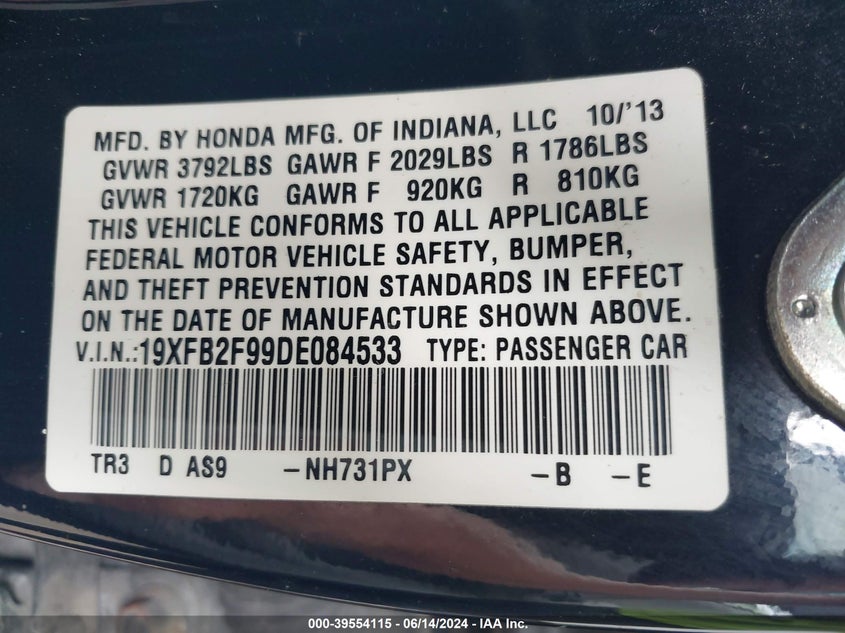 MFD. BY HONDA MFG. OF INDIANA, LLC 10/'13
GVWR 3792LBS GAWR F 2029LBS R 1786LBS
GVWR 1720KG GAWR F 920KG R 810KG
THIS VEHICLE CONFORMS TO ALL APPLICABLE
FEDERAL MOTOR VEHICLE SAFETY, BUMPER,
AND THEFT PREVENTION STANDARDS IN EFFECT
ON THE DATE OF MANUFACTURE SHOWN ABOVE.
V.I.N.:19XFB2F99DE084533 TYPE: PASSENGER CAR
TR3 D AS9 -NH731PX -B -E
000-39554115 - 06/14/2024 - IAA Inc.